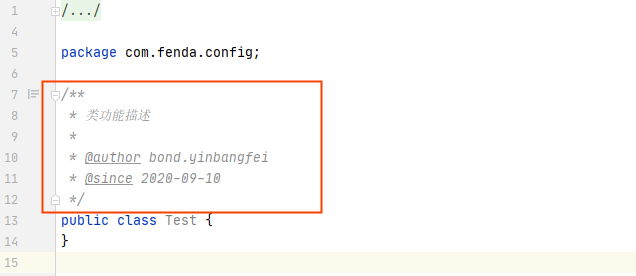 1 /.../
4
5 package com.fenda.config;
6
7 /**
8 * 类功能描述
9 *
10 * @author bond.yinbangfei
11 * @since 2020-09-10
12 */
13 public class Test {
14 }
15